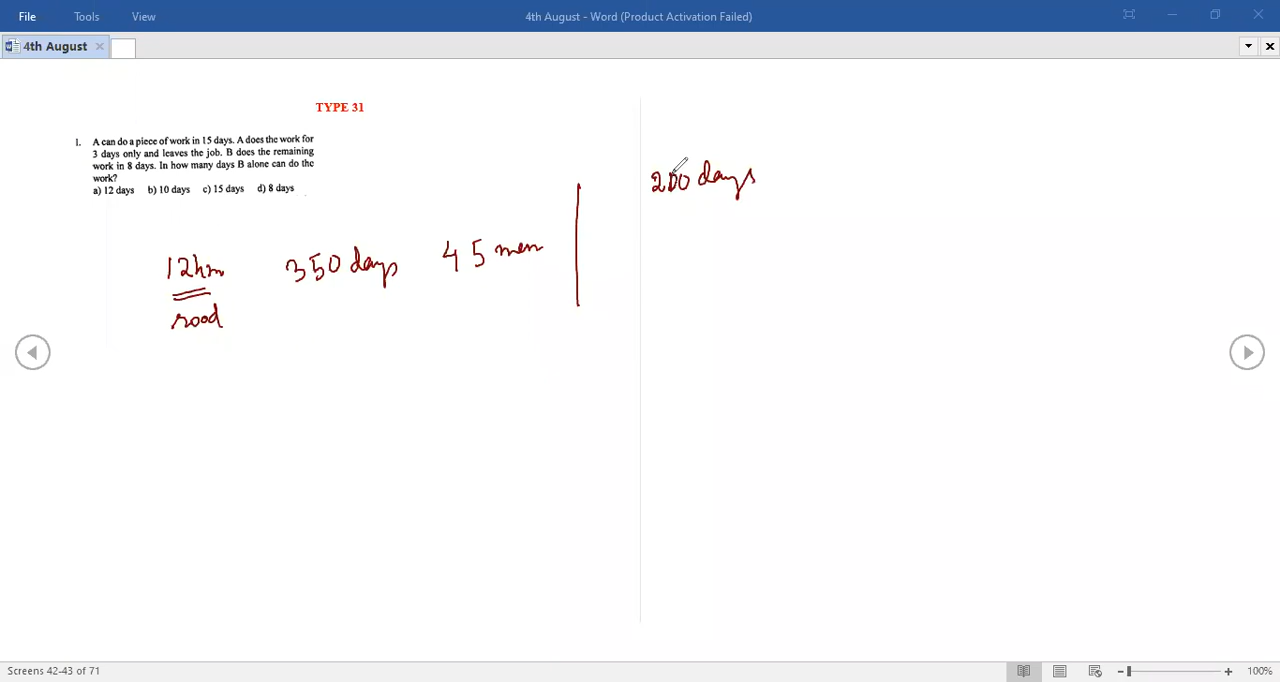 File Tools View 4th August - Word (Product Activation Failed)
4th August
TYPE 31
1. A can do a piece of work in 15 days. A does the work for
3 days only and leaves the job. B does the remaining
work in 8 days. In how many days B alone can do the
work?
a) 12 days b) 10 days c) 15 days d) 8 days
12km 350 days 45 men
road
200 days
Screens 42-43 of 71 100%